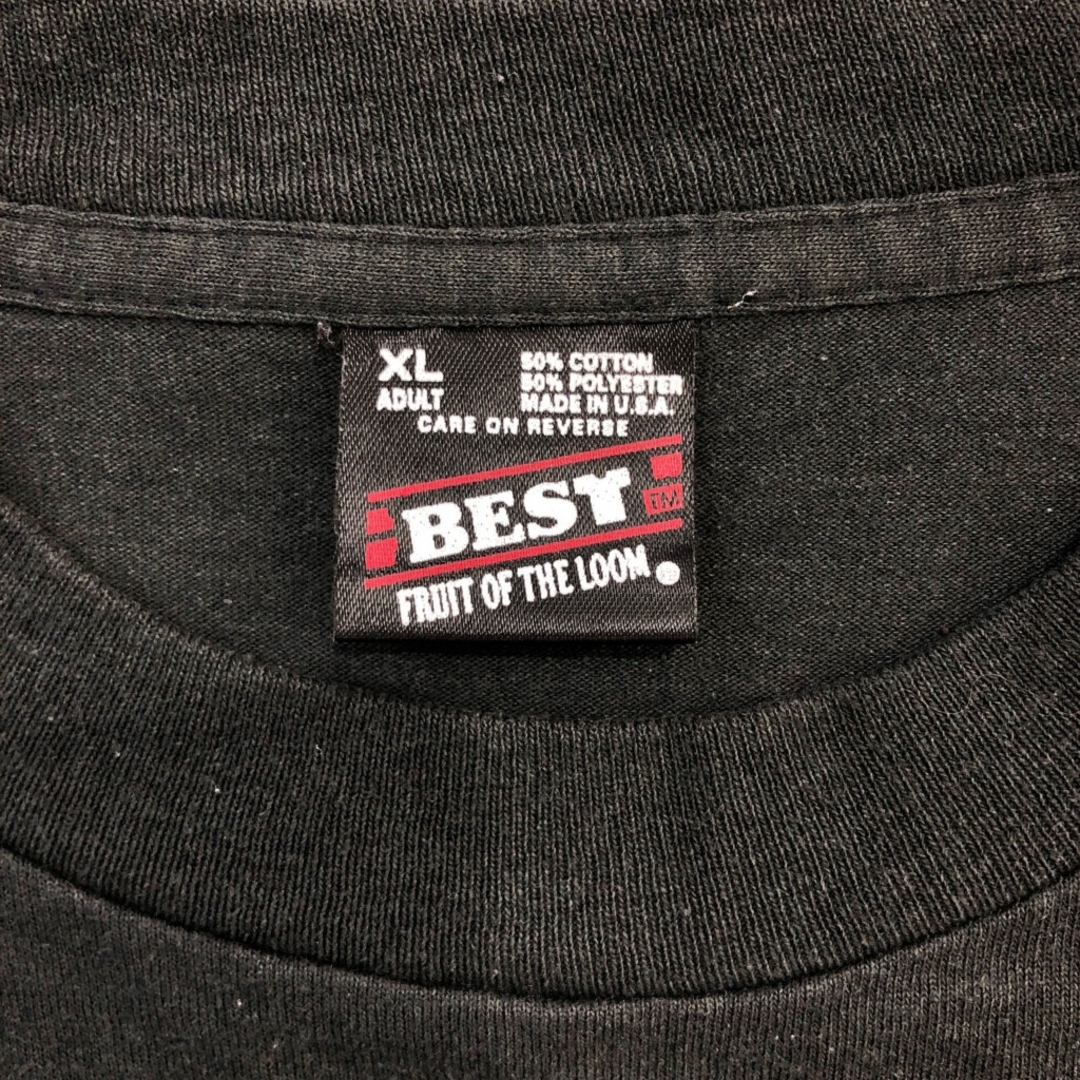 XL
ADULT
50% COTTON
50% POLYESTER
MADE IN U.S.A.
CARE ON REVERSE
BEST TM
FRUIT OF THE LOOM ®